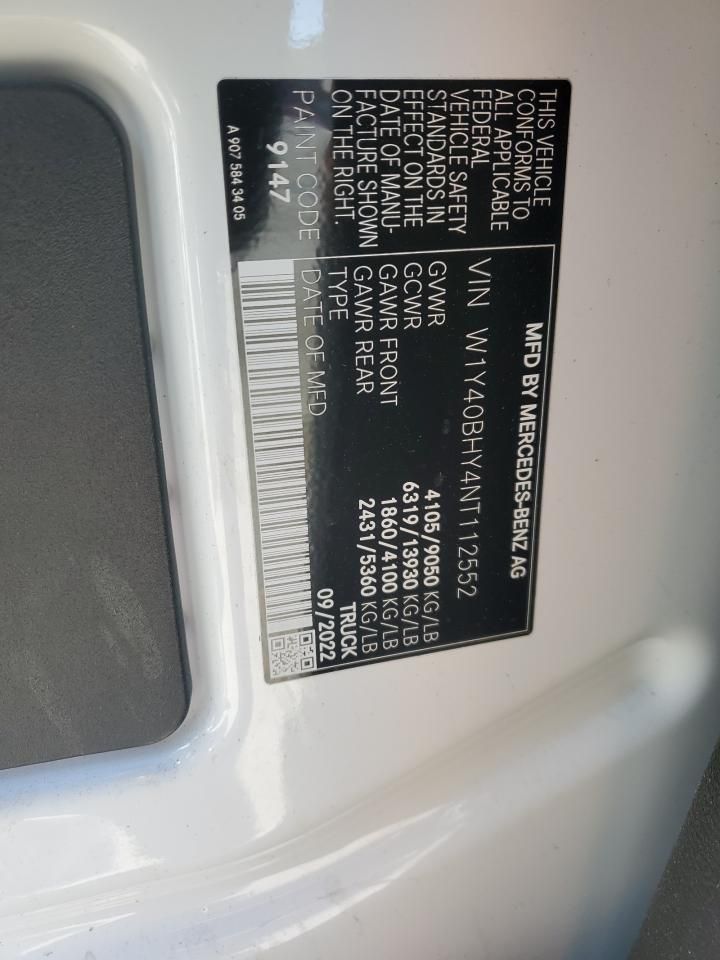 THIS VEHICLE
CONFORMS TO
ALL APPLICABLE
FEDERAL
VEHICLE SAFETY
STANDARDS IN
EFFECT ON THE
DATE OF MANU-
FACTURE SHOWN
ON THE RIGHT.
PAINT CODE
9147
A 907 584 34 05
MFD BY MERCEDES-BENZ AG
VIN W1Y40BHY4NT112552
GVWR 4105/9050 KG/LB
GCWR 6319/13930 KG/LB
GAWR FRONT 1860/4100 KG/LB
GAWR REAR 2431/5360 KG/LB
TYPE TRUCK
DATE OF MFD 09/2022